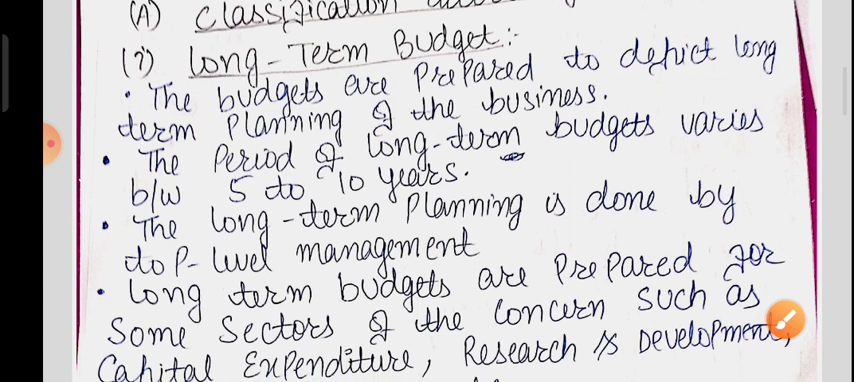 (A) Classification
(i) Long-Term Budget:-
• The budgets are Prepared to depict long
term Planning of the business.
• The Period of long-term budgets varies
b/w 5 to 10 years.
• The long-term Planning is done by
top-level management
• Long term budgets are Prepared for
Some Sectors of the Concern such as
Capital Expenditure, Research & Development,